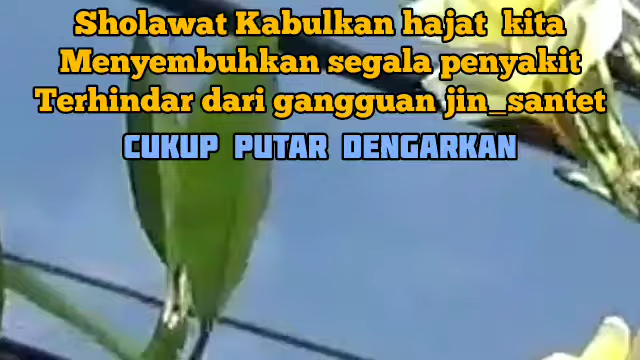 Sholawat Kabulkan hajat kita
Menyembuhkan segala penyakit
Terhindar dari gangguan jin_santet
CUKUP PUTAR DENGARKAN